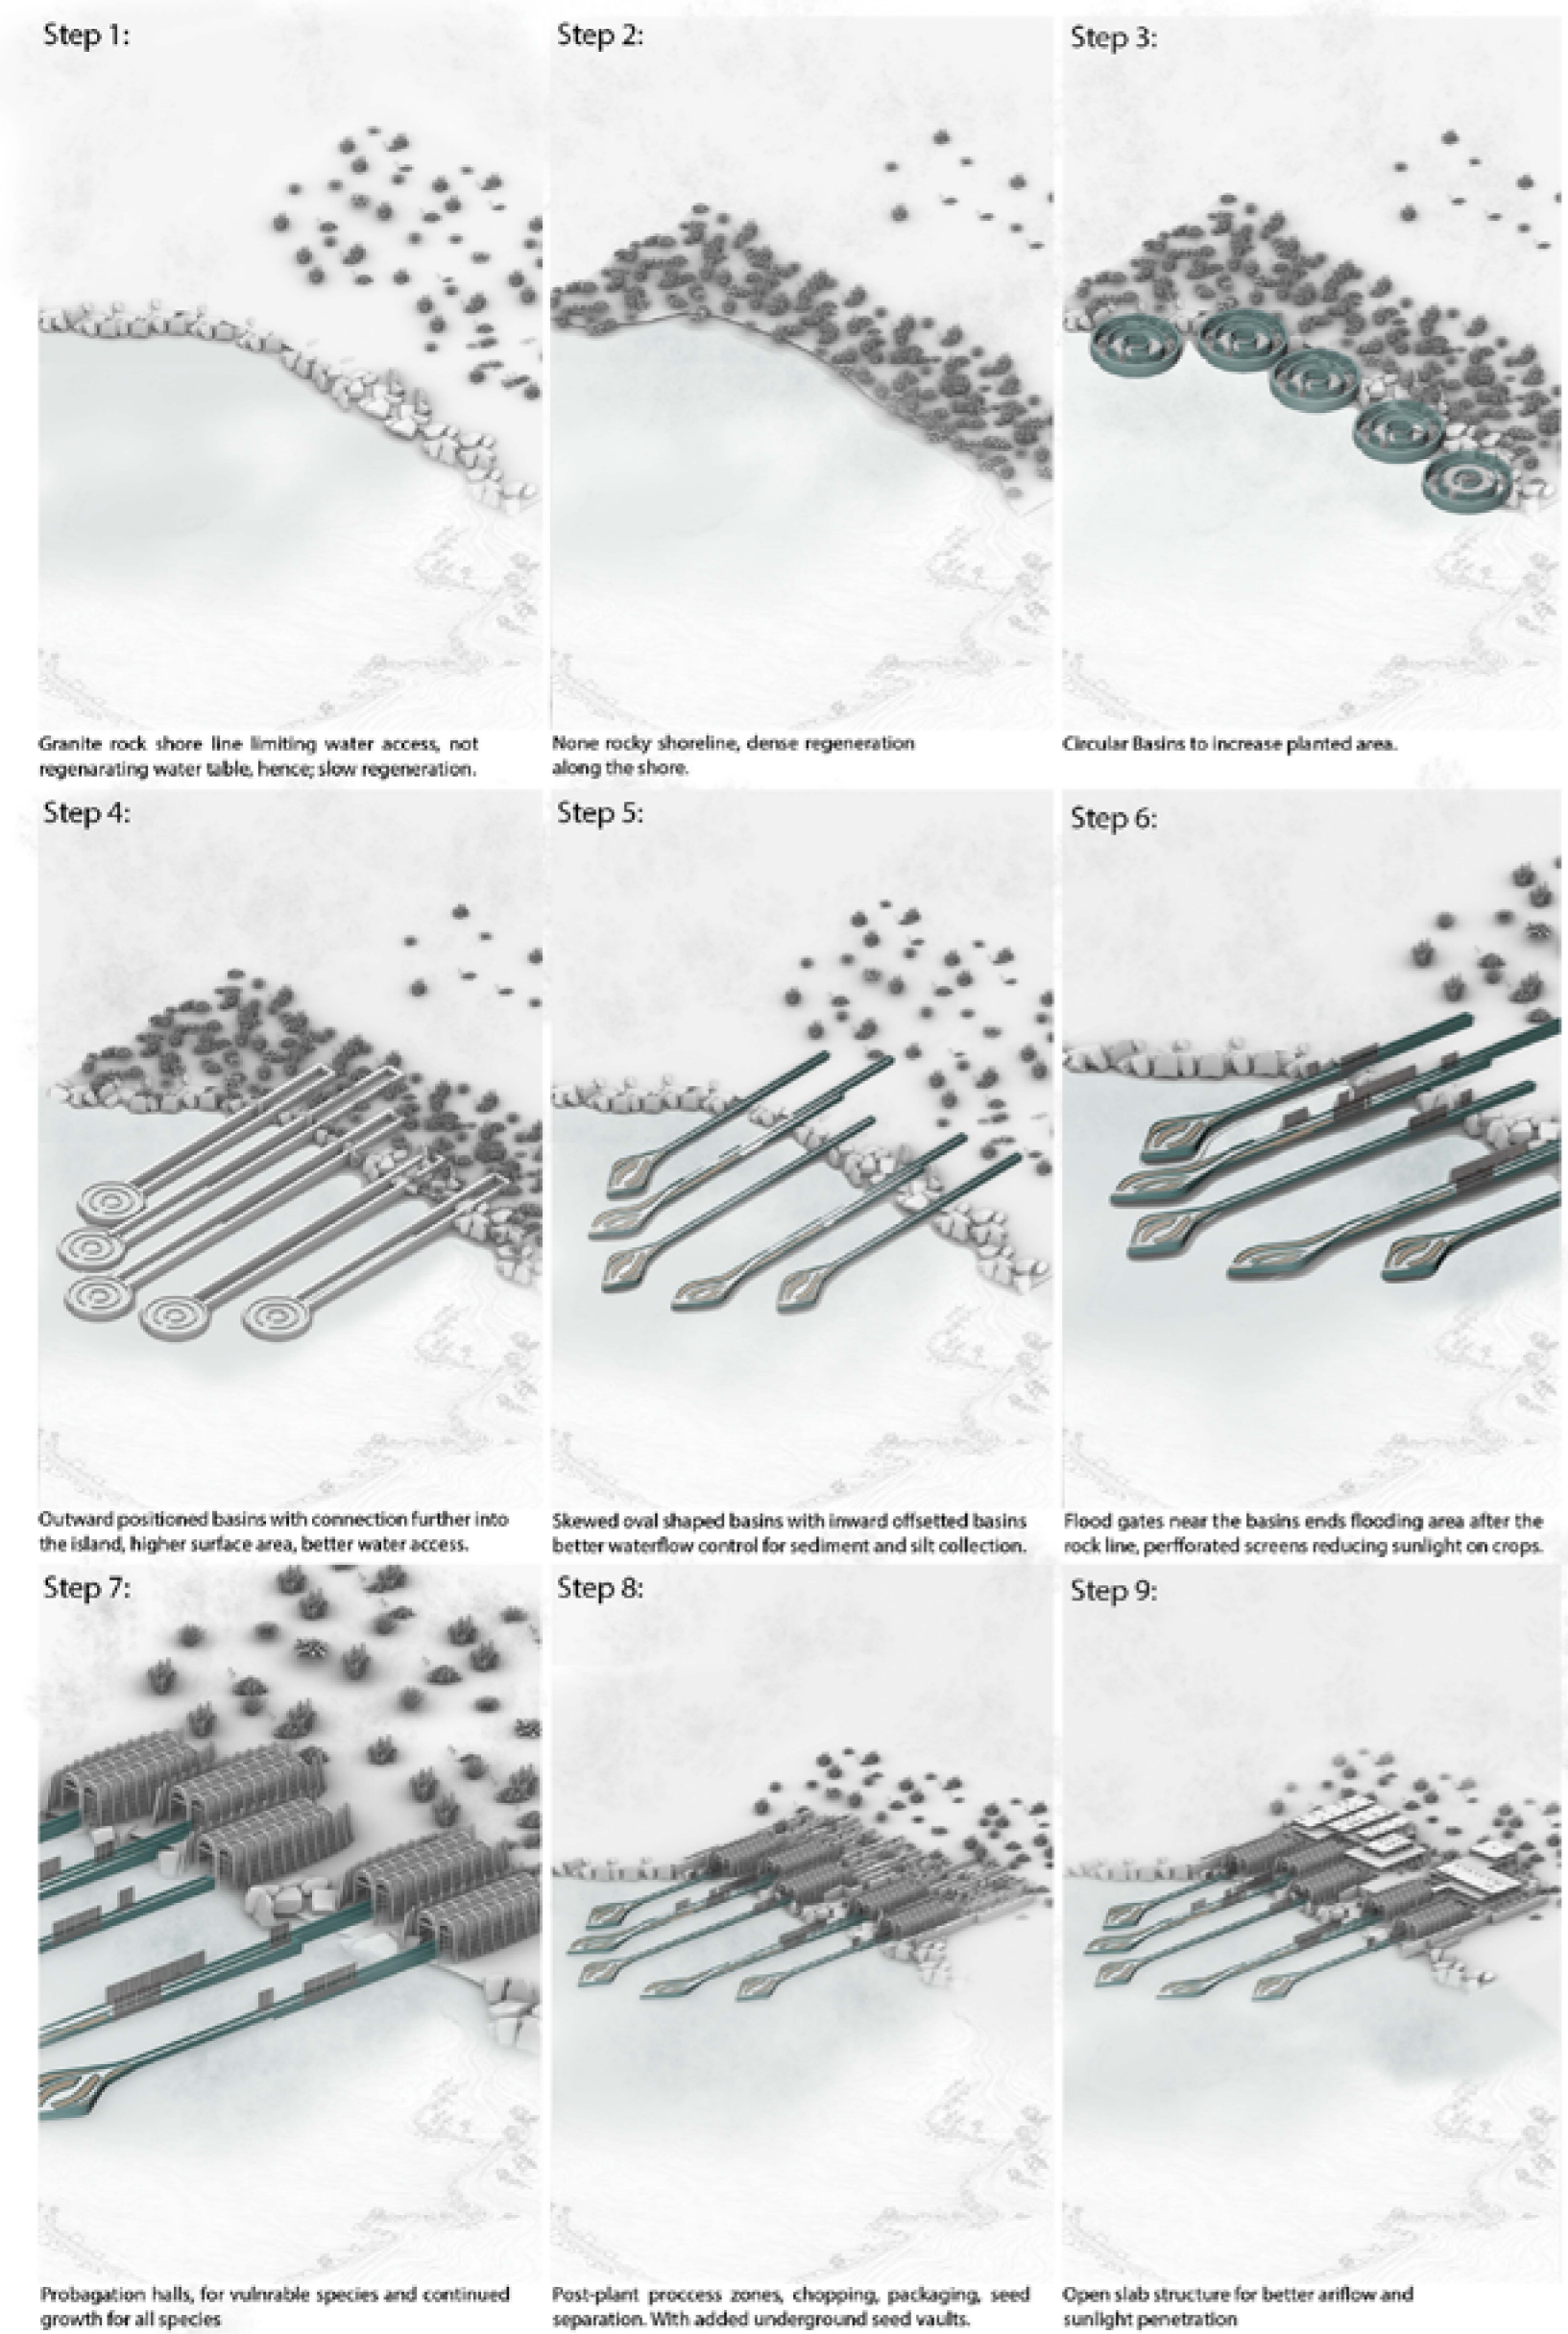 Step 1:
Step 2:
Step 3:
Granite rock shore line limiting water access, not
regenarating water table, hence; slow regeneration.
None rocky shoreline, dense regeneration
along the shore.
Circular Basins to increase planted area.
Step 4:
Step 5:
Step 6:
Outward positioned basins with connection further into
the island, higher surface area, better water access.
Skewed oval shaped basins with inward offsetted basins
better waterflow control for sediment and silt collection.
Flood gates near the basins ends flooding area after the
rock line, perfforated screens reducing sunlight on crops.
Step 7:
Step 8:
Step 9:
Probagation halls, for vulnrable species and continued
growth for all species
Post-plant proccess zones, chopping, packaging, seed
separation. With added underground seed vaults.
Open slab structure for better ariflow and
sunlight penetration